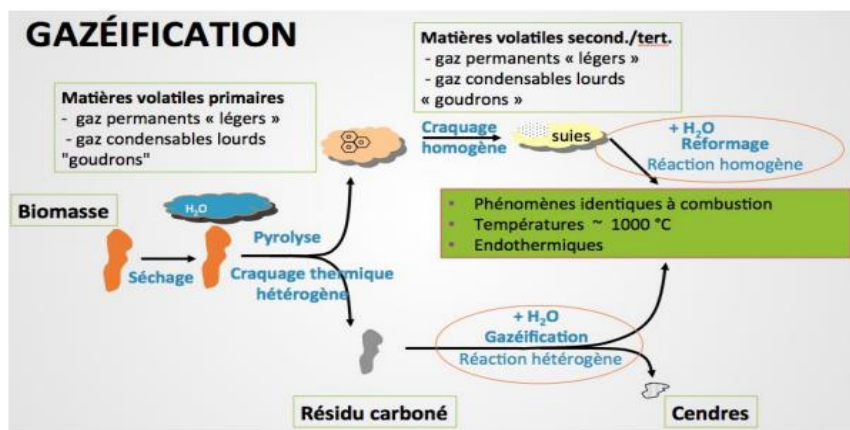 GAZÉIFICATION
Matières volatiles second./tert.
- gaz permanents « légers »
- gaz condensables lourds
« goudrons »
Matières volatiles primaires
- gaz permanents « légers »
- gaz condensables lourds
"goudrons"
Craquage
homogène
suies
+ H₂O
Réformage
Réaction homogène
Biomasse
H₂O
Séchage
Pyrolyse
Craquage thermique
hétérogène
▪ Phénomènes identiques à combustion
▪ Températures ~ 1000 °C
▪ Endothermiques
+ H₂O
Gazéification
Réaction hétérogène
Résidu carboné
Cendres